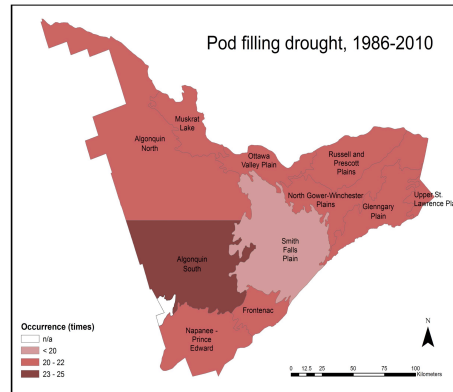 Pod filling drought, 1986-2010
Muskrat
Lake
Algonquin
North
Ottawa
Valley Plain
Russell and
Prescott
Plains
North Gower-Winchester
Plains
Glenngary
Plain
Upper St.
Lawrence Pla
Smith
Falls
Plain
Algonquin
South
Frontenac
Napanee -
Prince
Edward
Occurrence (times)
n/a
< 20
20 - 22
23 - 25
N
0 12.5 25 50 75 100
Kilometers